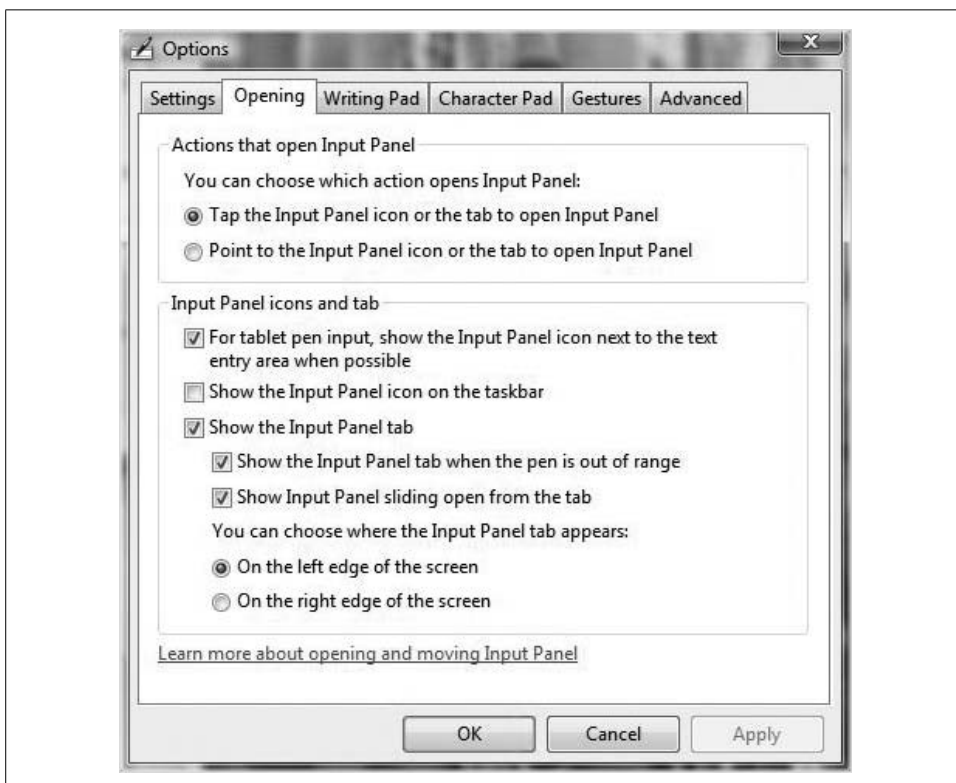 Options
Settings Opening Writing Pad Character Pad Gestures Advanced
Actions that open Input Panel
You can choose which action opens Input Panel:
Tap the Input Panel icon or the tab to open Input Panel
Point to the Input Panel icon or the tab to open Input Panel
Input Panel icons and tab
For tablet pen input, show the Input Panel icon next to the text
entry area when possible
Show the Input Panel icon on the taskbar
Show the Input Panel tab
Show the Input Panel tab when the pen is out of range
Show Input Panel sliding open from the tab
You can choose where the Input Panel tab appears:
On the left edge of the screen
On the right edge of the screen
Learn more about opening and moving Input Panel
OK Cancel Apply